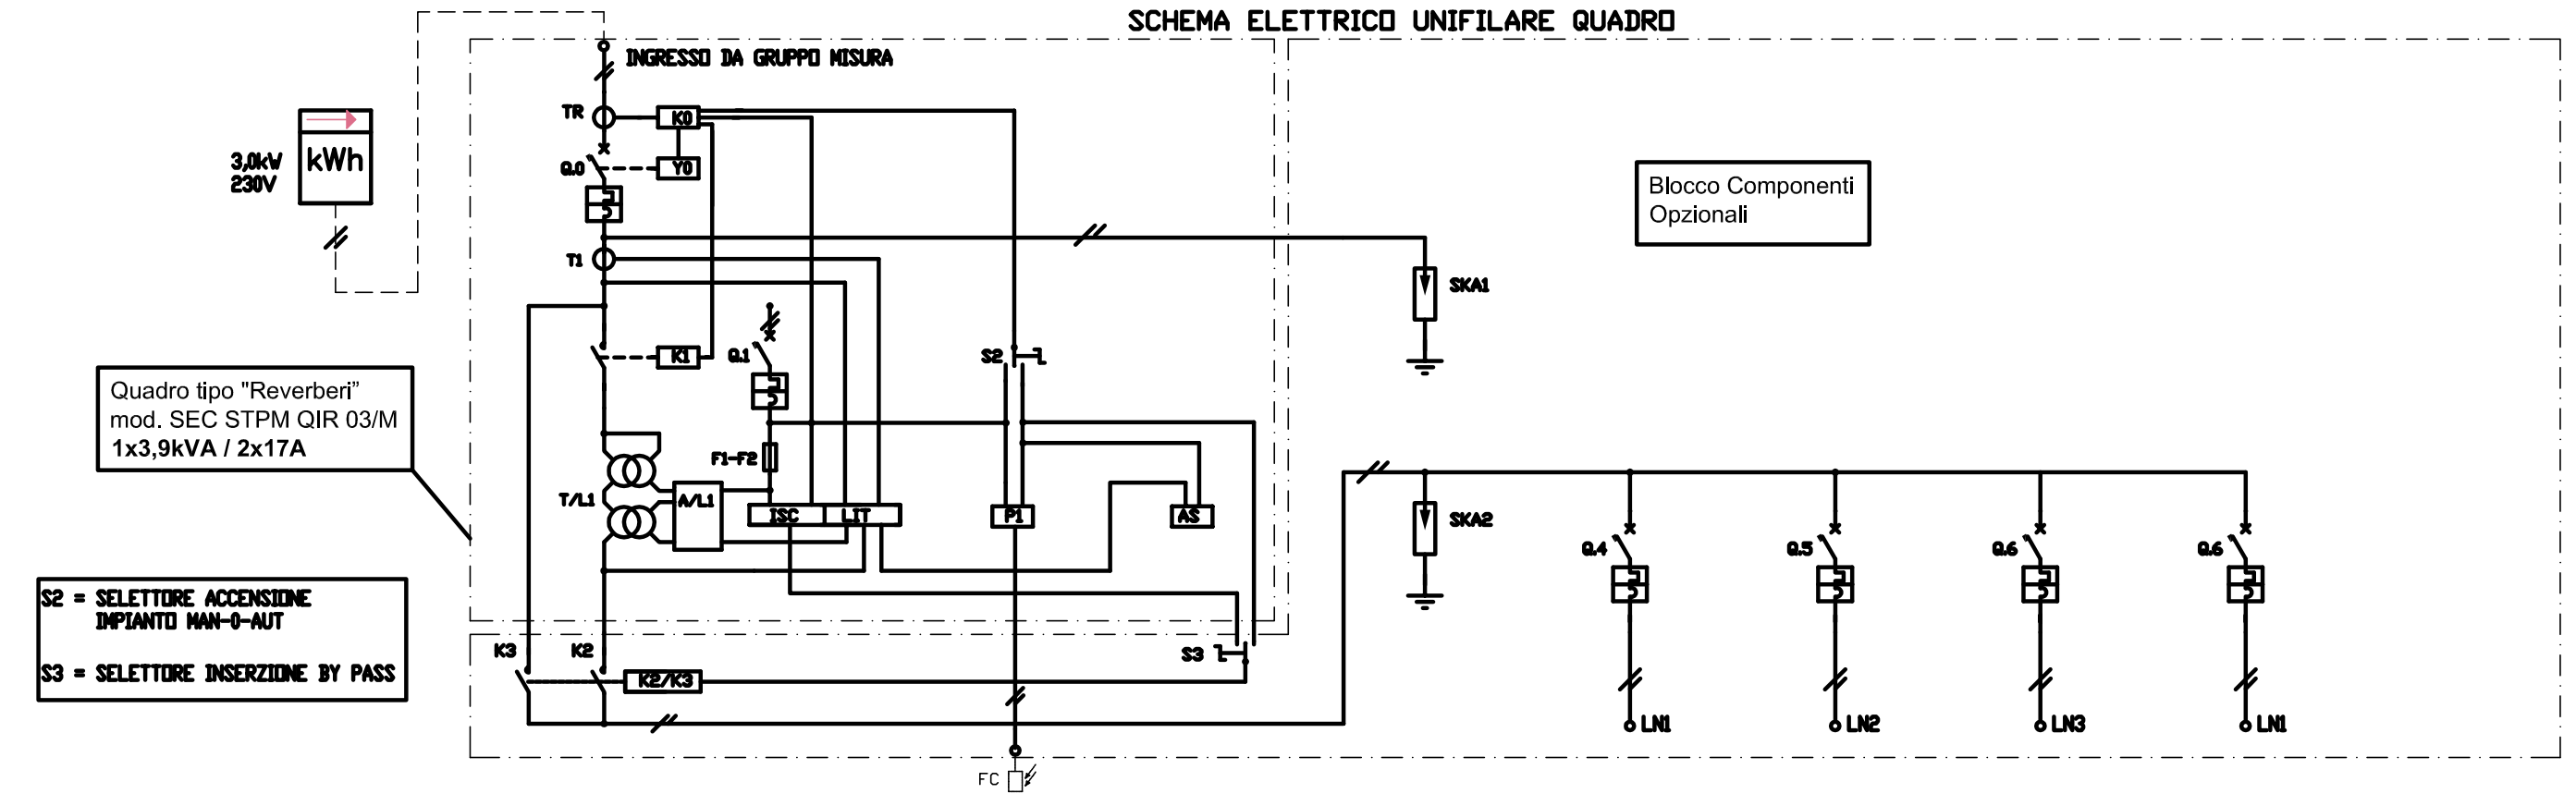 SCHEMA ELETTRICO UNIFILARE QUADRO
INGRESSO DA GRUPPO MISURA
TR
K0
3,0kW
230V
kWh
Q.0
Y0
Blocco Componenti
Opzionali
T1
SKA1
K1
Q.1
S2
Quadro tipo "Reverberi”
mod. SEC STPM QIR 03/M
1x3,9kVA / 2x17A
F1-F2
T/L1
A/L1
ISC
LIT
P1
AS
SKA2
Q.4
Q.5
Q.6
Q.6
S2 = SELETTORE ACCENSIONE
IMPIANTO MAN-0-AUT
S3 = SELETTORE INSERZIONE BY PASS
K3
K2
S3
K2/K3
LN1
LN2
LN3
LN1
FC